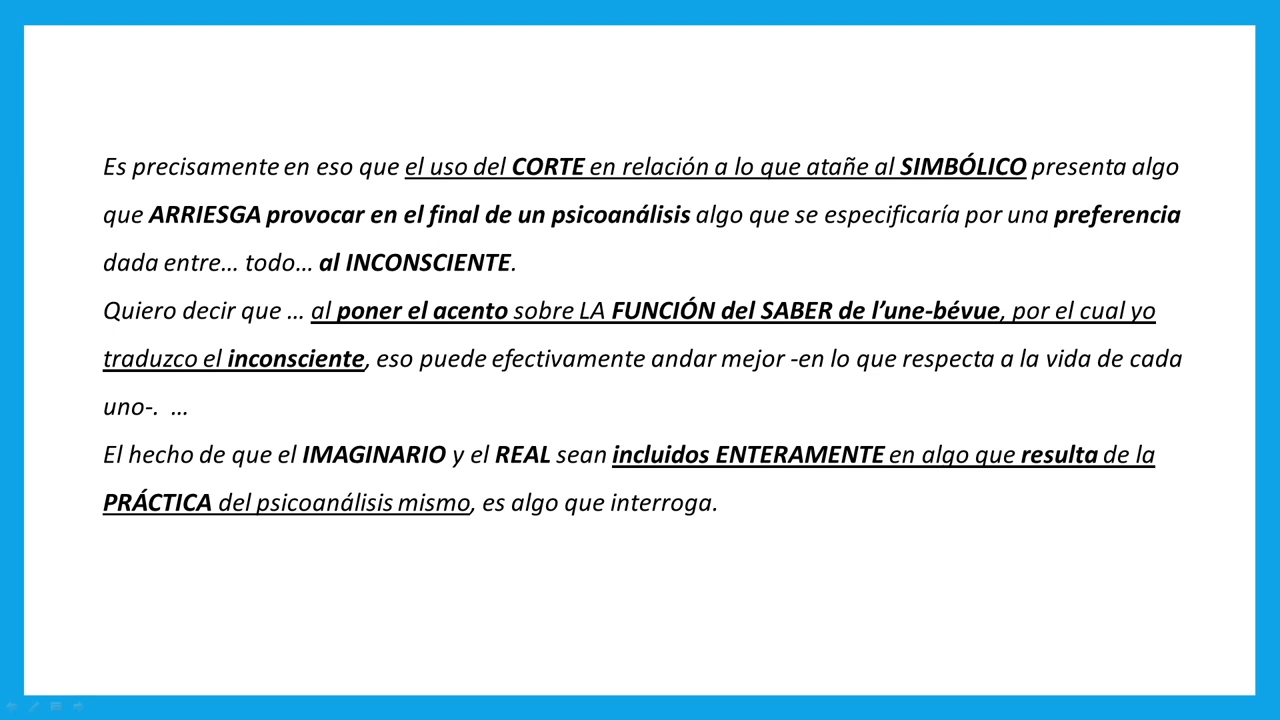 Es precisamente en eso que el uso del CORTE en relación a lo que atañe al SIMBÓLICO presenta algo
que ARRIESGA provocar en el final de un psicoanálisis algo que se especificaría por una preferencia
dada entre… todo… al INCONSCIENTE.
Quiero decir que … al poner el acento sobre LA FUNCIÓN del SABER de l’une-bévue, por el cual yo
traduzco el inconsciente, eso puede efectivamente andar mejor -en lo que respecta a la vida de cada
uno-. …
El hecho de que el IMAGINARIO y el REAL sean incluidos ENTERAMENTE en algo que resulta de la
PRÁCTICA del psicoanálisis mismo, es algo que interroga.